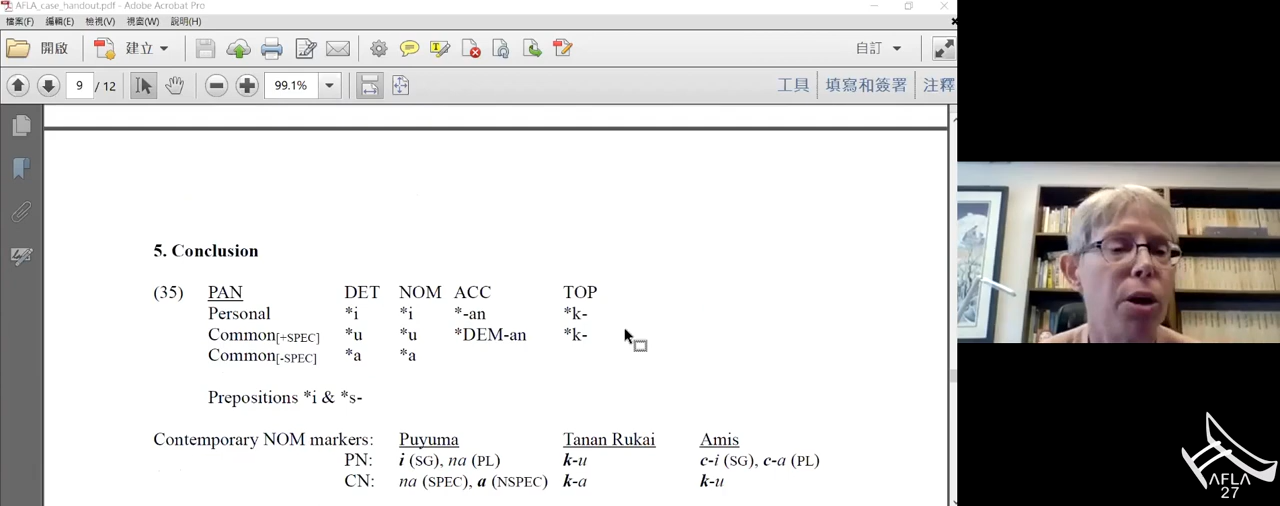 AFLA_case_handout.pdf - Adobe Acrobat Pro
檔案(F) 編輯(E) 檢視(V) 視窗(W) 說明(H)
開啟 建立 自訂
9 / 12 99.1% 工具 填寫和簽署 注釋
5. Conclusion
(35) PAN DET NOM ACC TOP
Personal *i *i *-an *k-
Common[+SPEC] *u *u *DEM-an *k-
Common[-SPEC] *a *a
Prepositions *i & *s-
Contemporary NOM markers: Puyuma Tanan Rukai Amis
PN: i (SG), na (PL) k-u c-i (SG), c-a (PL)
CN: na (SPEC), a (NSPEC) k-a k-u
AFLA
27